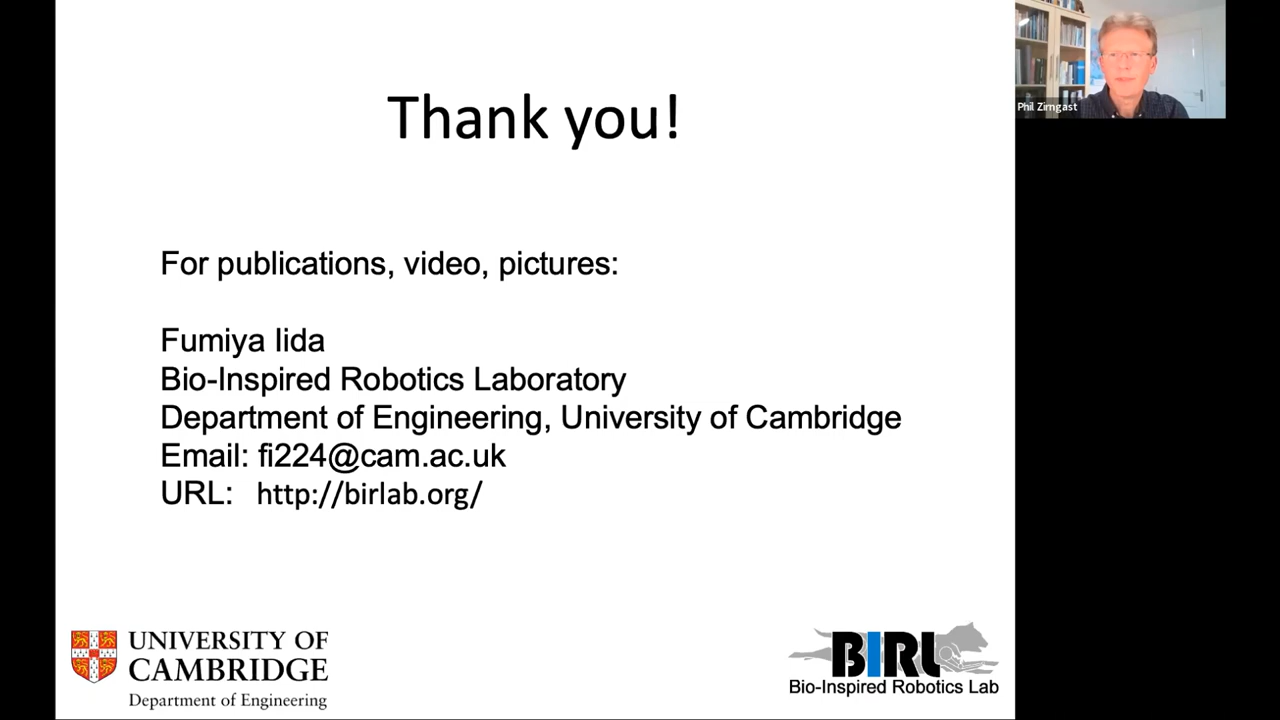 Thank you!
For publications, video, pictures:
Fumiya Iida
Bio-Inspired Robotics Laboratory
Department of Engineering, University of Cambridge
Email: fi224@cam.ac.uk
URL: http://birlab.org/
UNIVERSITY OF
CAMBRIDGE
Department of Engineering
BIRL
Bio-Inspired Robotics Lab
Phil Zirngast